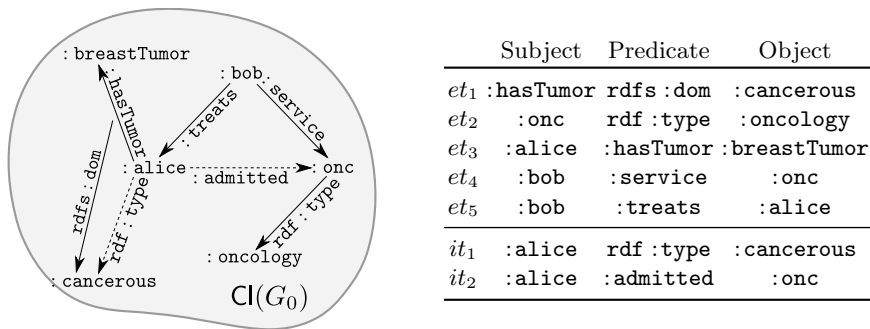 :breastTumor
:hasTumor
:bob
:service
:treats
:alice
:admitted
:onc
rdfs:dom
rdf:type
rdf:type
:oncology
:cancerous
Cl(G0)
Subject Predicate Object
et1 :hasTumor rdfs:dom :cancerous
et2 :onc rdf:type :oncology
et3 :alice :hasTumor :breastTumor
et4 :bob :service :onc
et5 :bob :treats :alice
it1 :alice rdf:type :cancerous
it2 :alice :admitted :onc